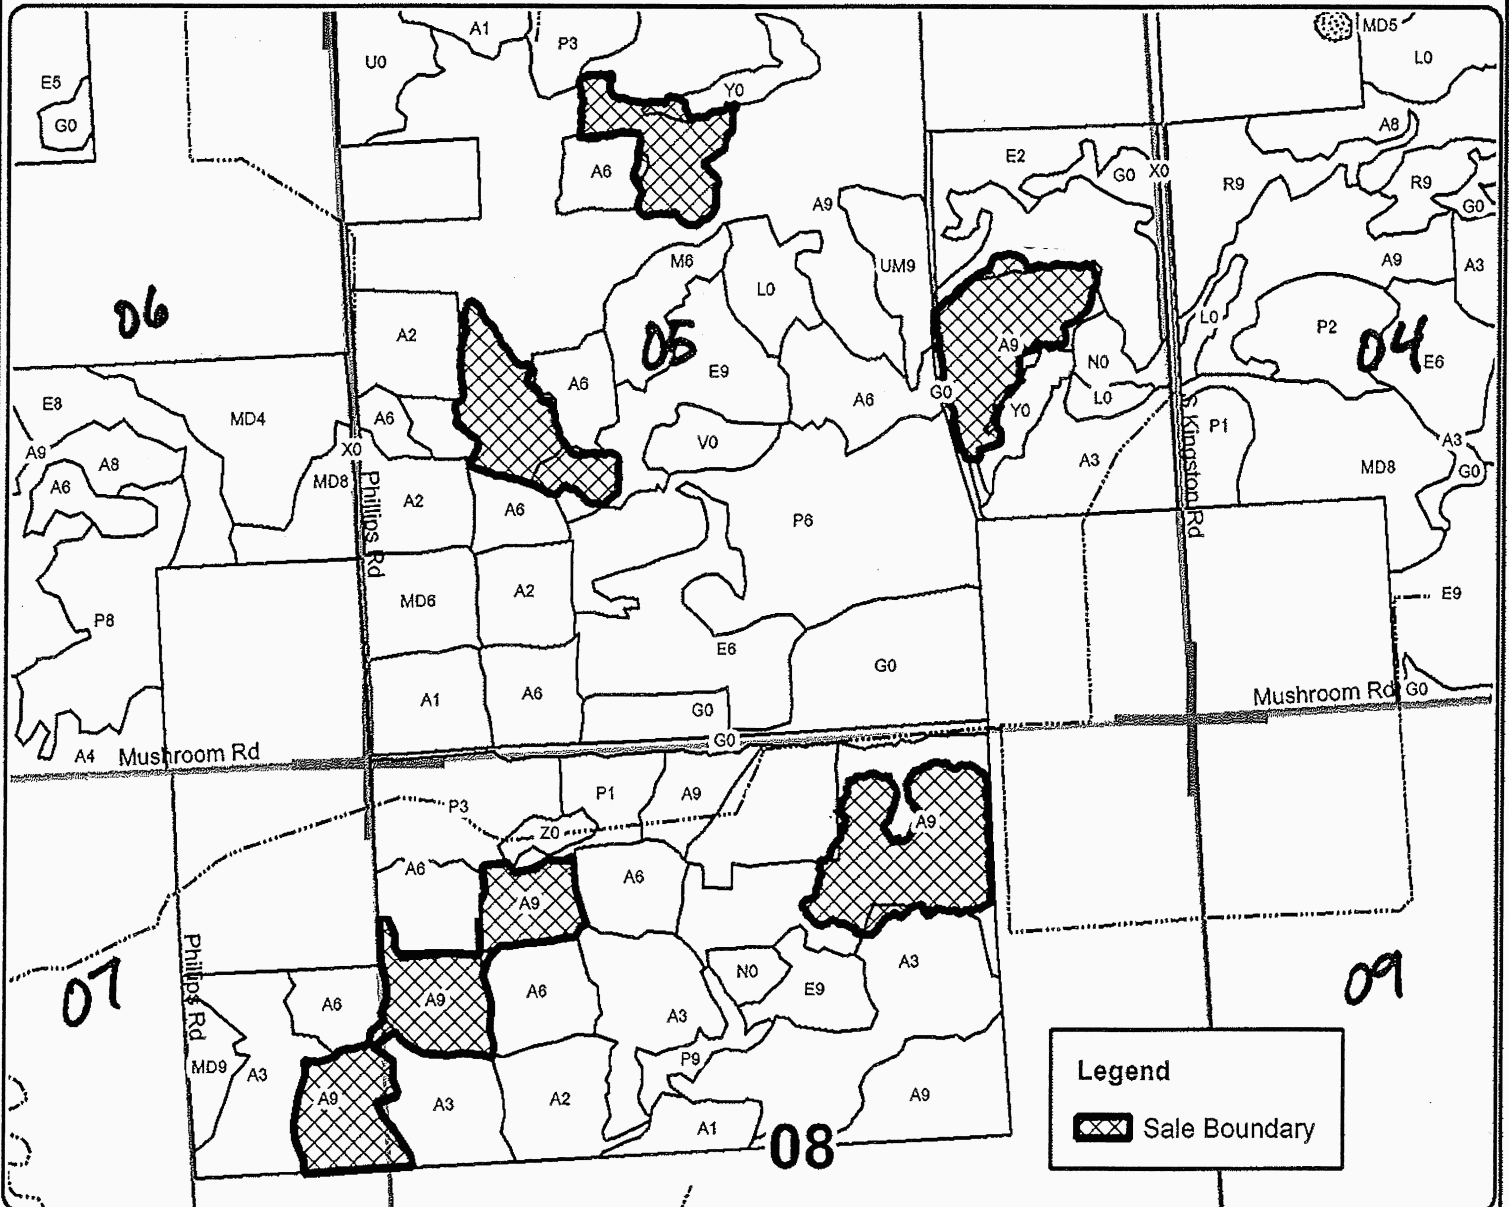 A1
P3
MD5
U0
L0
E5
G0
Y0
A8
E2
G0
X0
A6
R9
R9
G0
A9
M6
UM9
A9
A3
L0
06
A2
L0
P2
05
A9
04
A6
E9
N0
E6
G0
E8
MD4
A6
A6
L0
Y0
S Kingston Rd
P1
A9
X0
V0
A3
A8
A3
MD8
G0
A6
MD8
Phillips Rd
A2
A6
P6
MD6
A2
E9
P8
E6
G0
A1
A6
G0
Mushroom Rd
G0
A4
Mushroom Rd
G0
P3
P1
A9
Z0
A9
A6
A6
A9
Phillips Rd
07
A6
A9
A6
N0
E9
A3
09
A3
MD9
A3
P9
A9
A3
A2
A9
A1
08
Legend
Sale Boundary